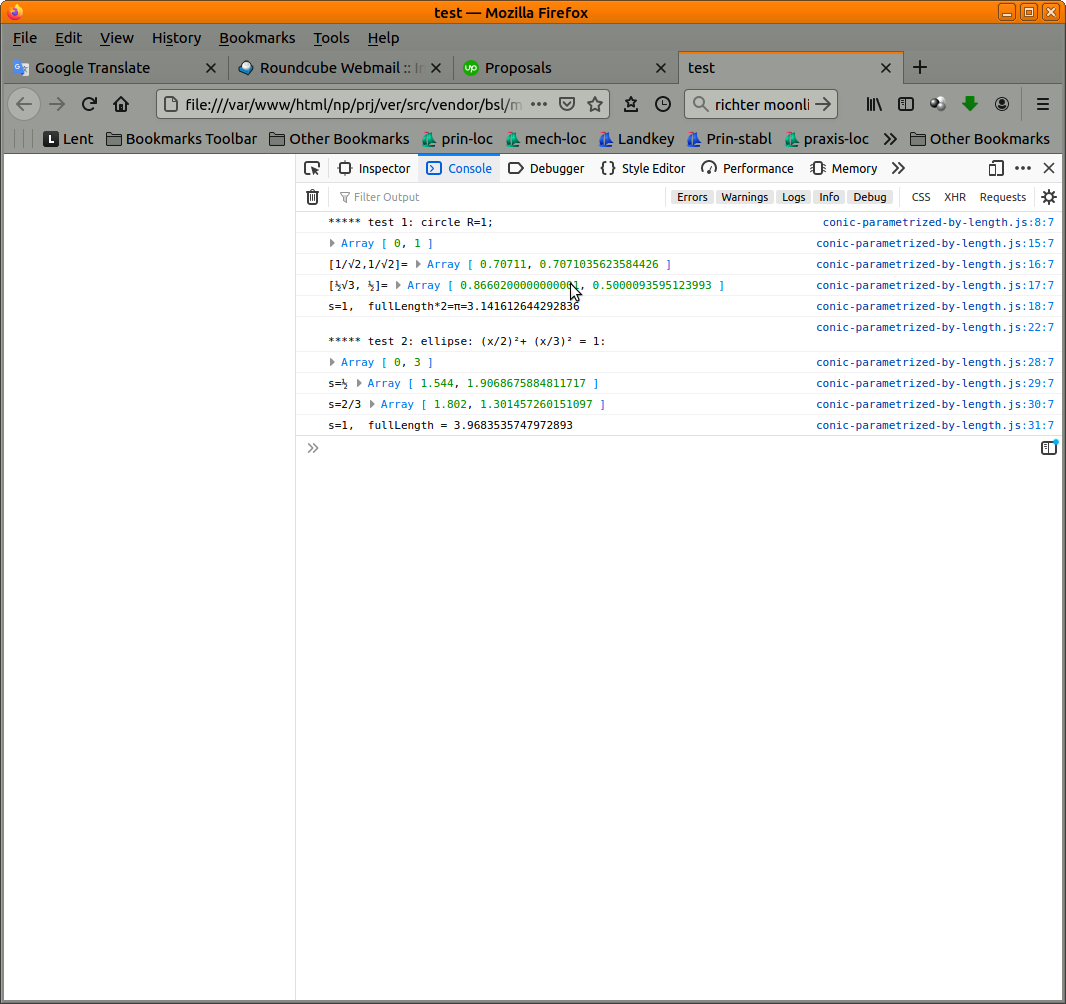 test — Mozilla Firefox
File Edit View History Bookmarks Tools Help
Google Translate Roundcube Webmail :: Proposals test
file:///var/www/html/np/prj/ver/src/vendor/bsl/m richter moonli
Lent Bookmarks Toolbar Other Bookmarks prin-loc mech-loc Landkey Prin-stabl praxis-loc Other Bookmarks
Inspector Console Debugger Style Editor Performance Memory
Filter Output Errors Warnings Logs Info Debug CSS XHR Requests
***** test 1: circle R=1; conic-parametrized-by-length.js:8:7
Array [ 0, 1 ] conic-parametrized-by-length.js:15:7
[1/√2,1/√2]= Array [ 0.70711, 0.7071035623584426 ] conic-parametrized-by-length.js:16:7
[½√3, ½]= Array [ 0.8660200000000001, 0.5000093595123993 ] conic-parametrized-by-length.js:17:7
s=1, fullLength*2=π=3.141612644292836 conic-parametrized-by-length.js:18:7
conic-parametrized-by-length.js:22:7
***** test 2: ellipse: (x/2)²+ (x/3)² = 1:
Array [ 0, 3 ] conic-parametrized-by-length.js:28:7
s=½ Array [ 1.544, 1.9068675884811717 ] conic-parametrized-by-length.js:29:7
s=2/3 Array [ 1.802, 1.301457260151097 ] conic-parametrized-by-length.js:30:7
s=1, fullLength = 3.9683535747972893 conic-parametrized-by-length.js:31:7